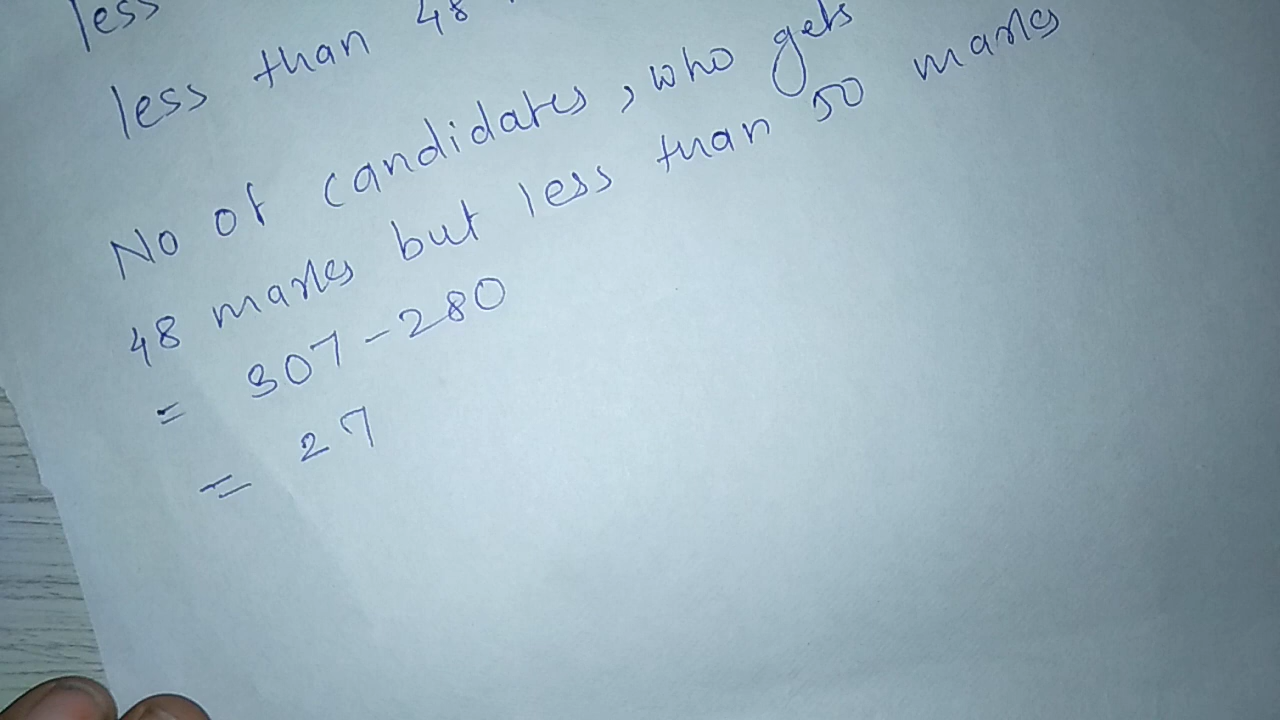 less
less than 48
No of candidates, who gets
48 marks but less than 50 marks
= 307-280
= 27